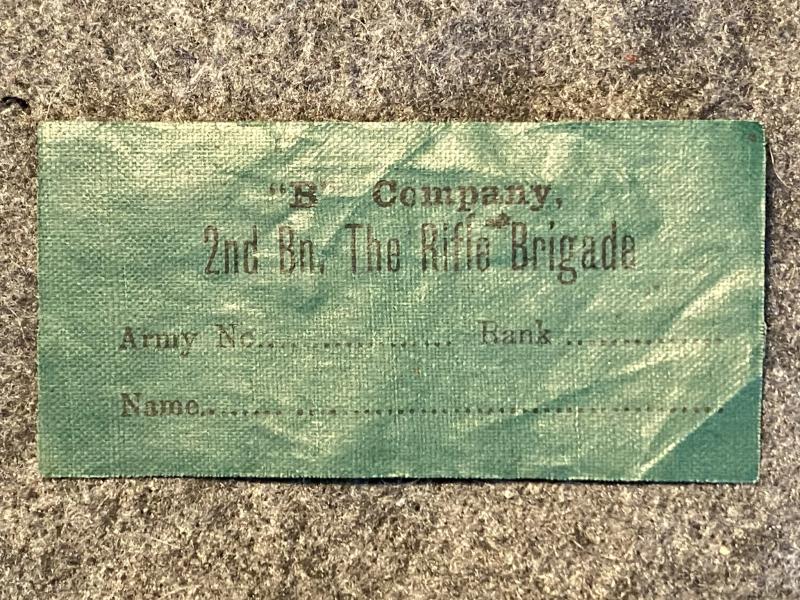 "B" Company,
2nd Bn. The Rifle Brigade
Army No.................... Rank ................
Name...........................................................